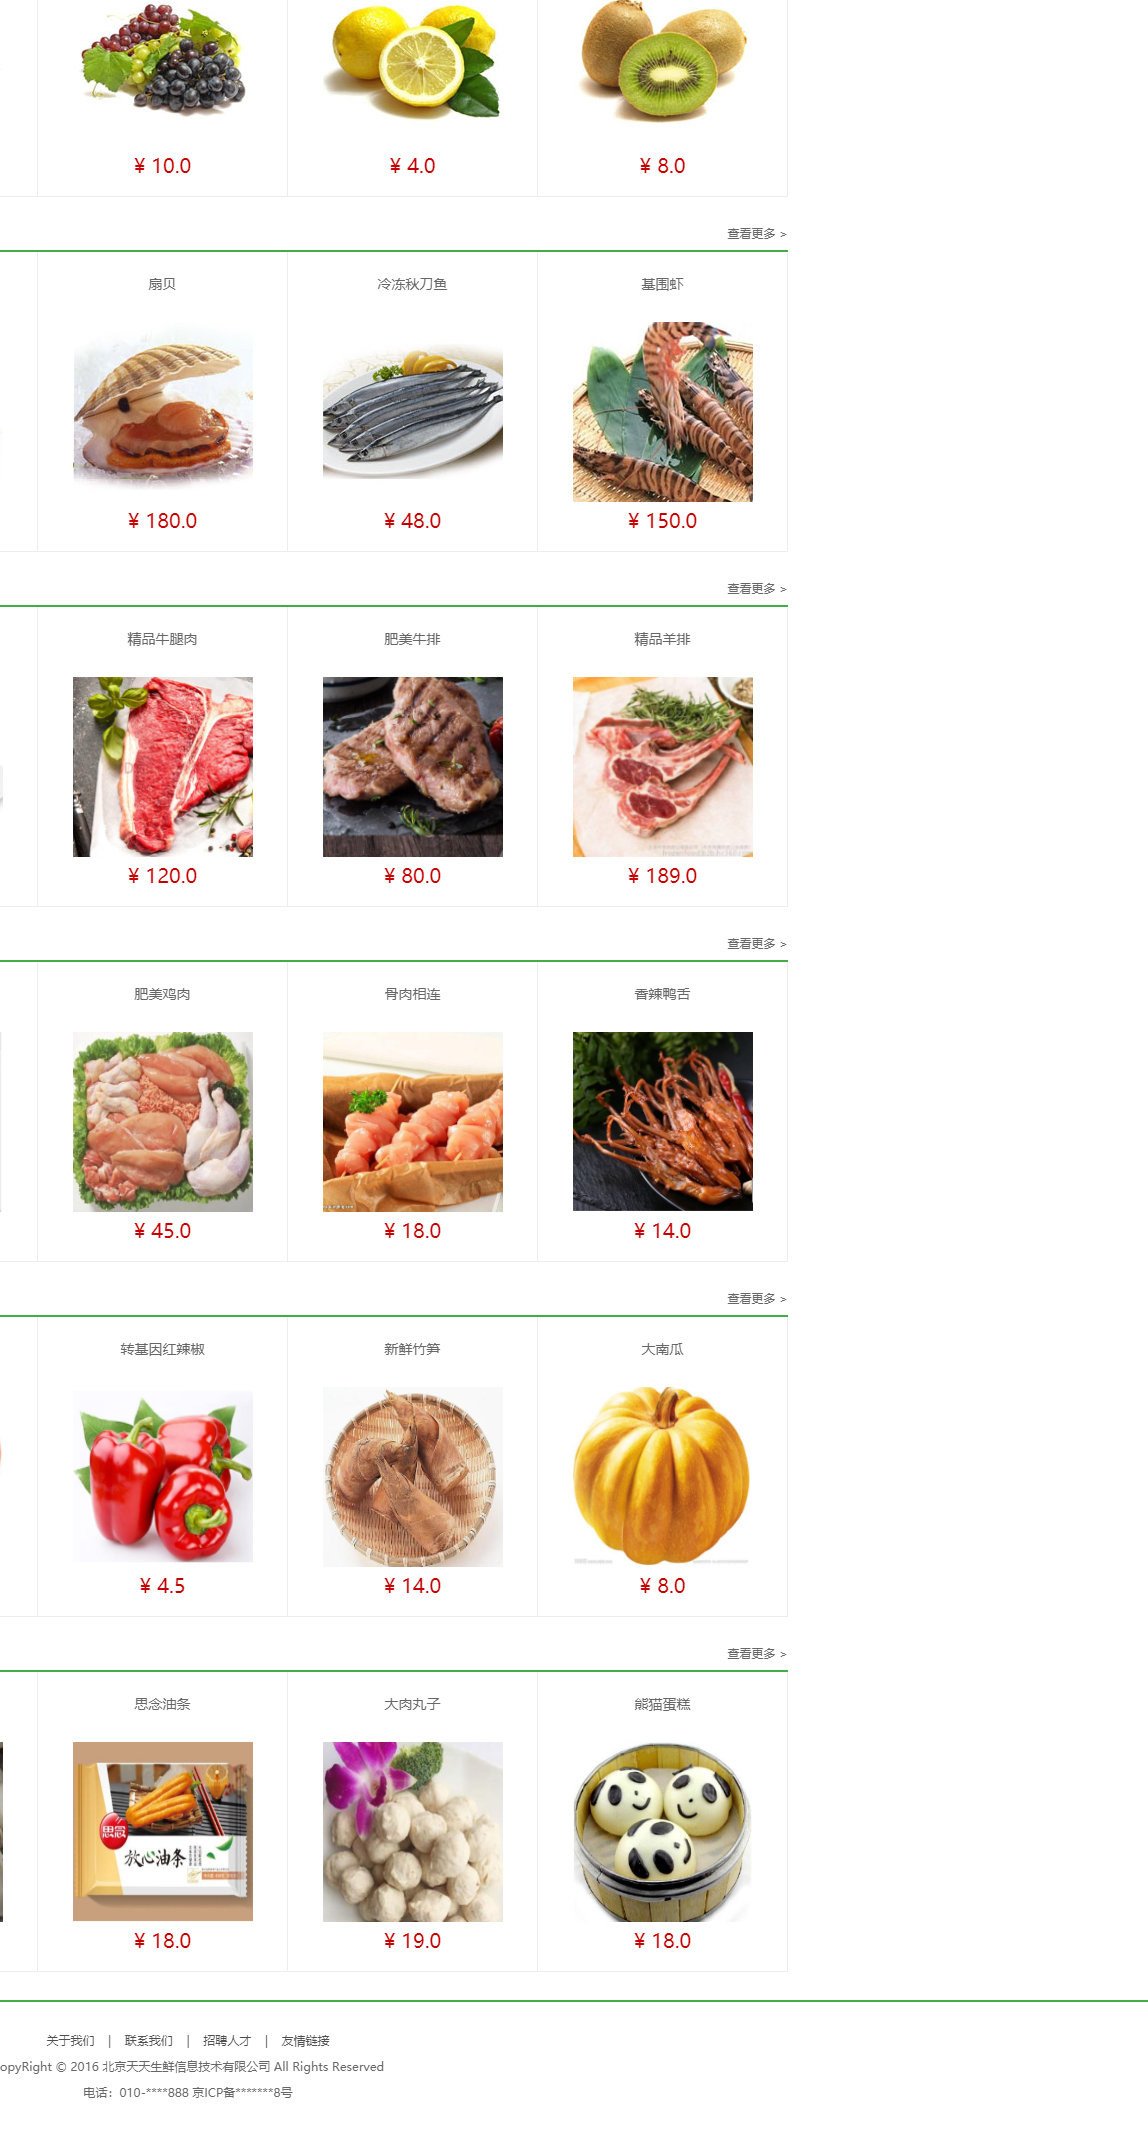 ¥ 10.0 ¥ 4.0 ¥ 8.0
查看更多 >
扇贝 冷冻秋刀鱼 基围虾
¥ 180.0 ¥ 48.0 ¥ 150.0
查看更多 >
精品牛腿肉 肥美牛排 精品羊排
¥ 120.0 ¥ 80.0 ¥ 189.0
查看更多 >
肥美鸡肉 骨肉相连 香辣鸭舌
¥ 45.0 ¥ 18.0 ¥ 14.0
查看更多 >
转基因红辣椒 新鲜竹笋 大南瓜
¥ 4.5 ¥ 14.0 ¥ 8.0
查看更多 >
思念油条 大肉丸子 熊猫蛋糕
思念
放心油条
¥ 18.0 ¥ 19.0 ¥ 18.0
关于我们 | 联系我们 | 招聘人才 | 友情链接
opyRight © 2016 北京天天生鲜信息技术有限公司 All Rights Reserved
电话：010-****888 京ICP备*******8号